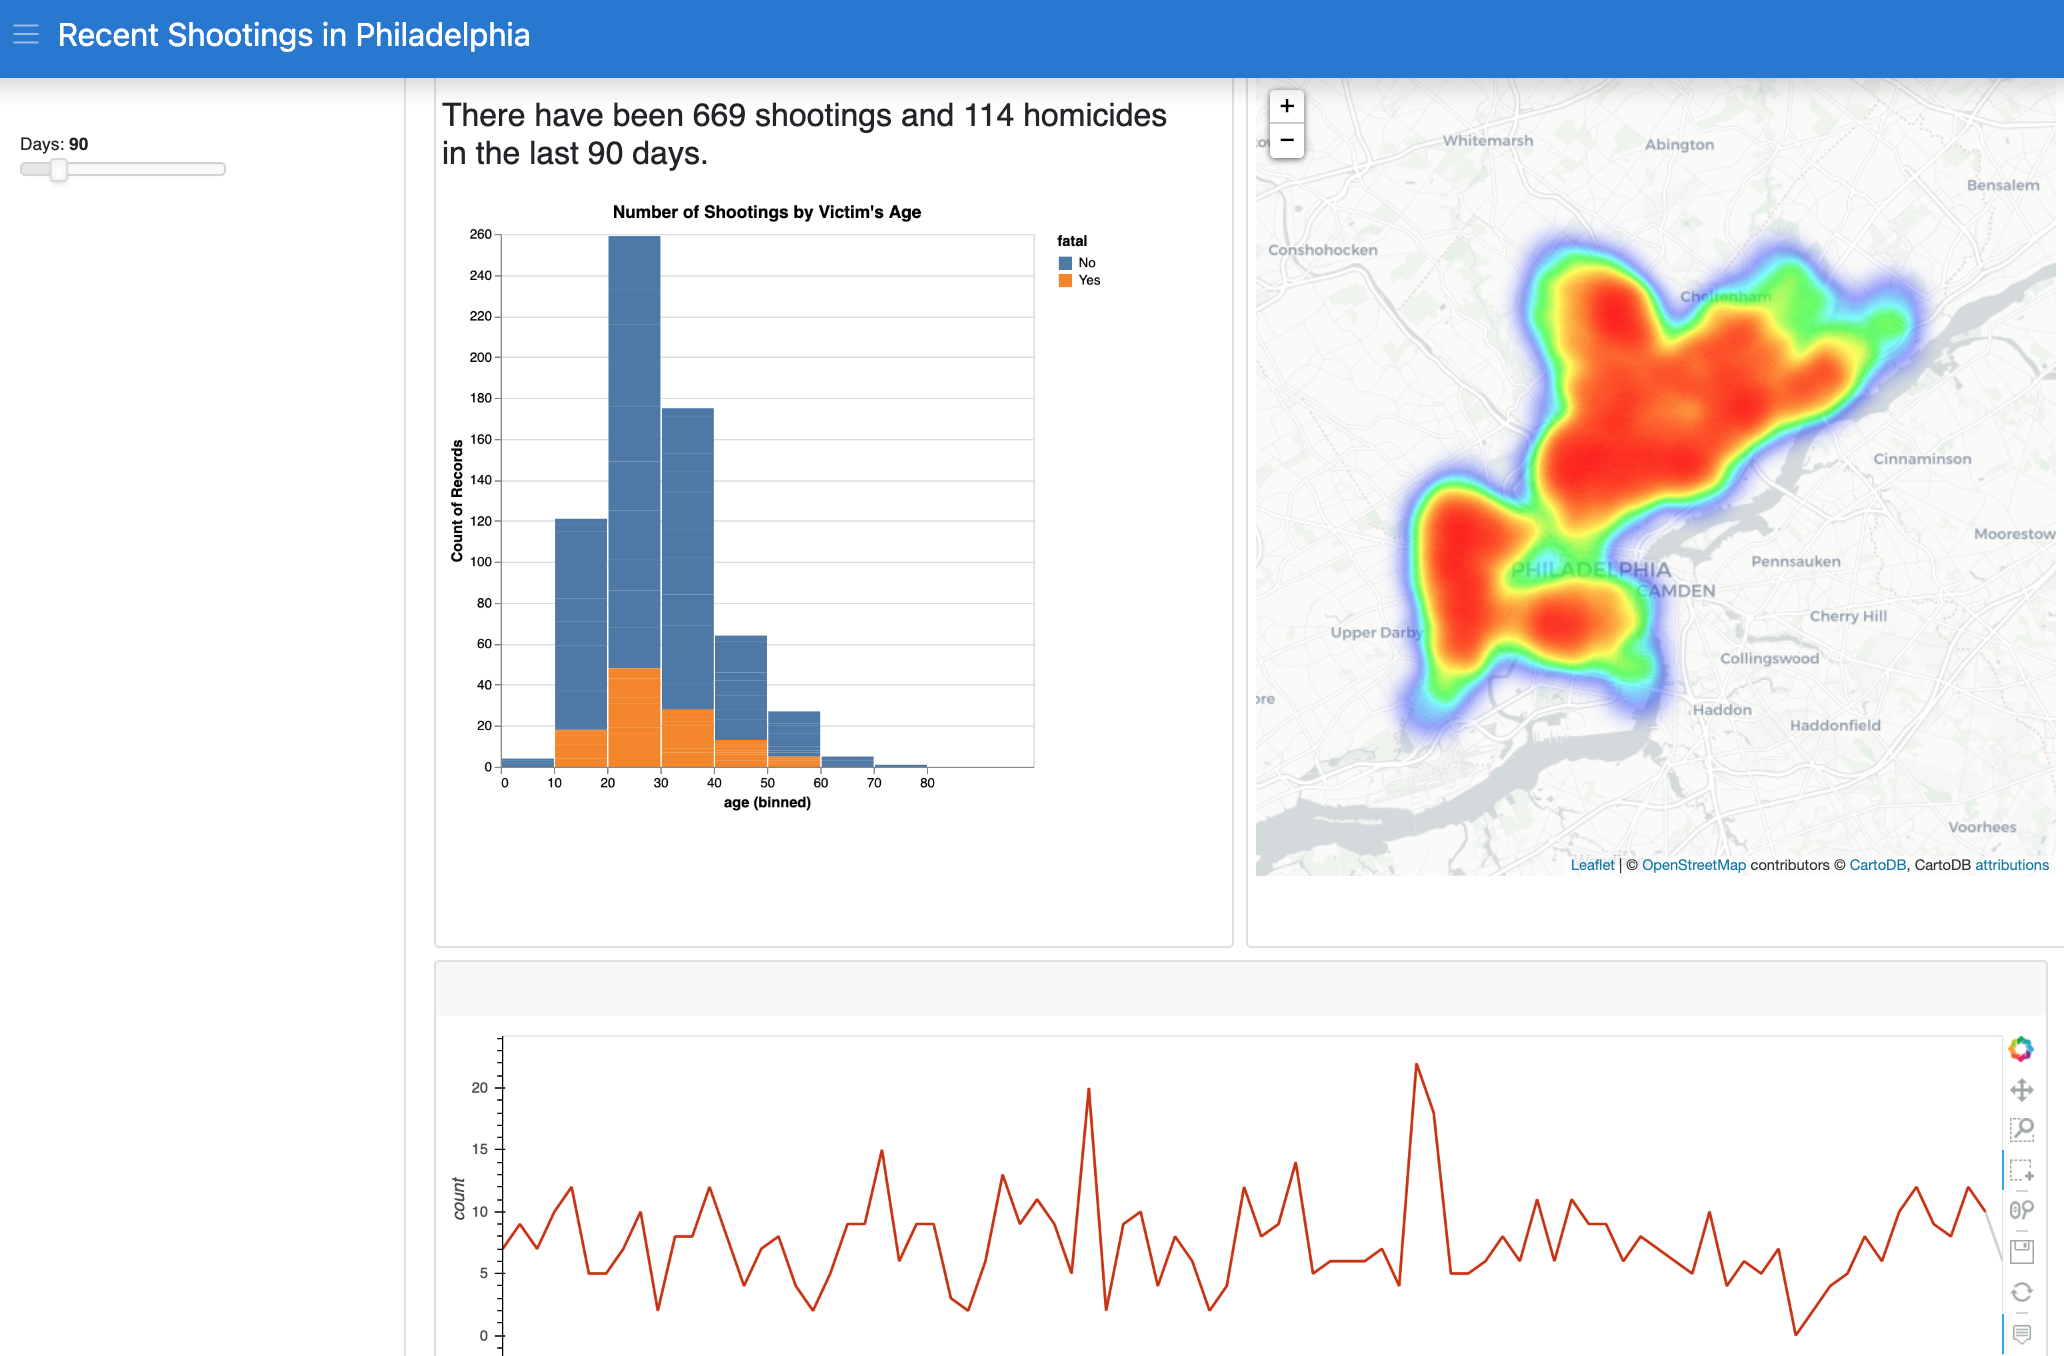 Recent Shootings in Philadelphia
Days: 90
There have been 669 shootings and 114 homicides
in the last 90 days.
Number of Shootings by Victim's Age
260
240
220
200
180
160
140
120
100
80
60
40
20
0
Count of Records
0 10 20 30 40 50 60 70 80
age (binned)
fatal
No
Yes
+
−
Whitemarsh
Abington
Bensalem
Conshohocken
Cheltenham
Cinnaminson
Moorestow
PHILADELPHIA
Pennsauken
CAMDEN
Cherry Hill
Upper Darby
Collingswood
ore
Haddon
Haddonfield
Voorhees
Leaflet | © OpenStreetMap contributors © CartoDB, CartoDB attributions
20
15
10
5
0
count